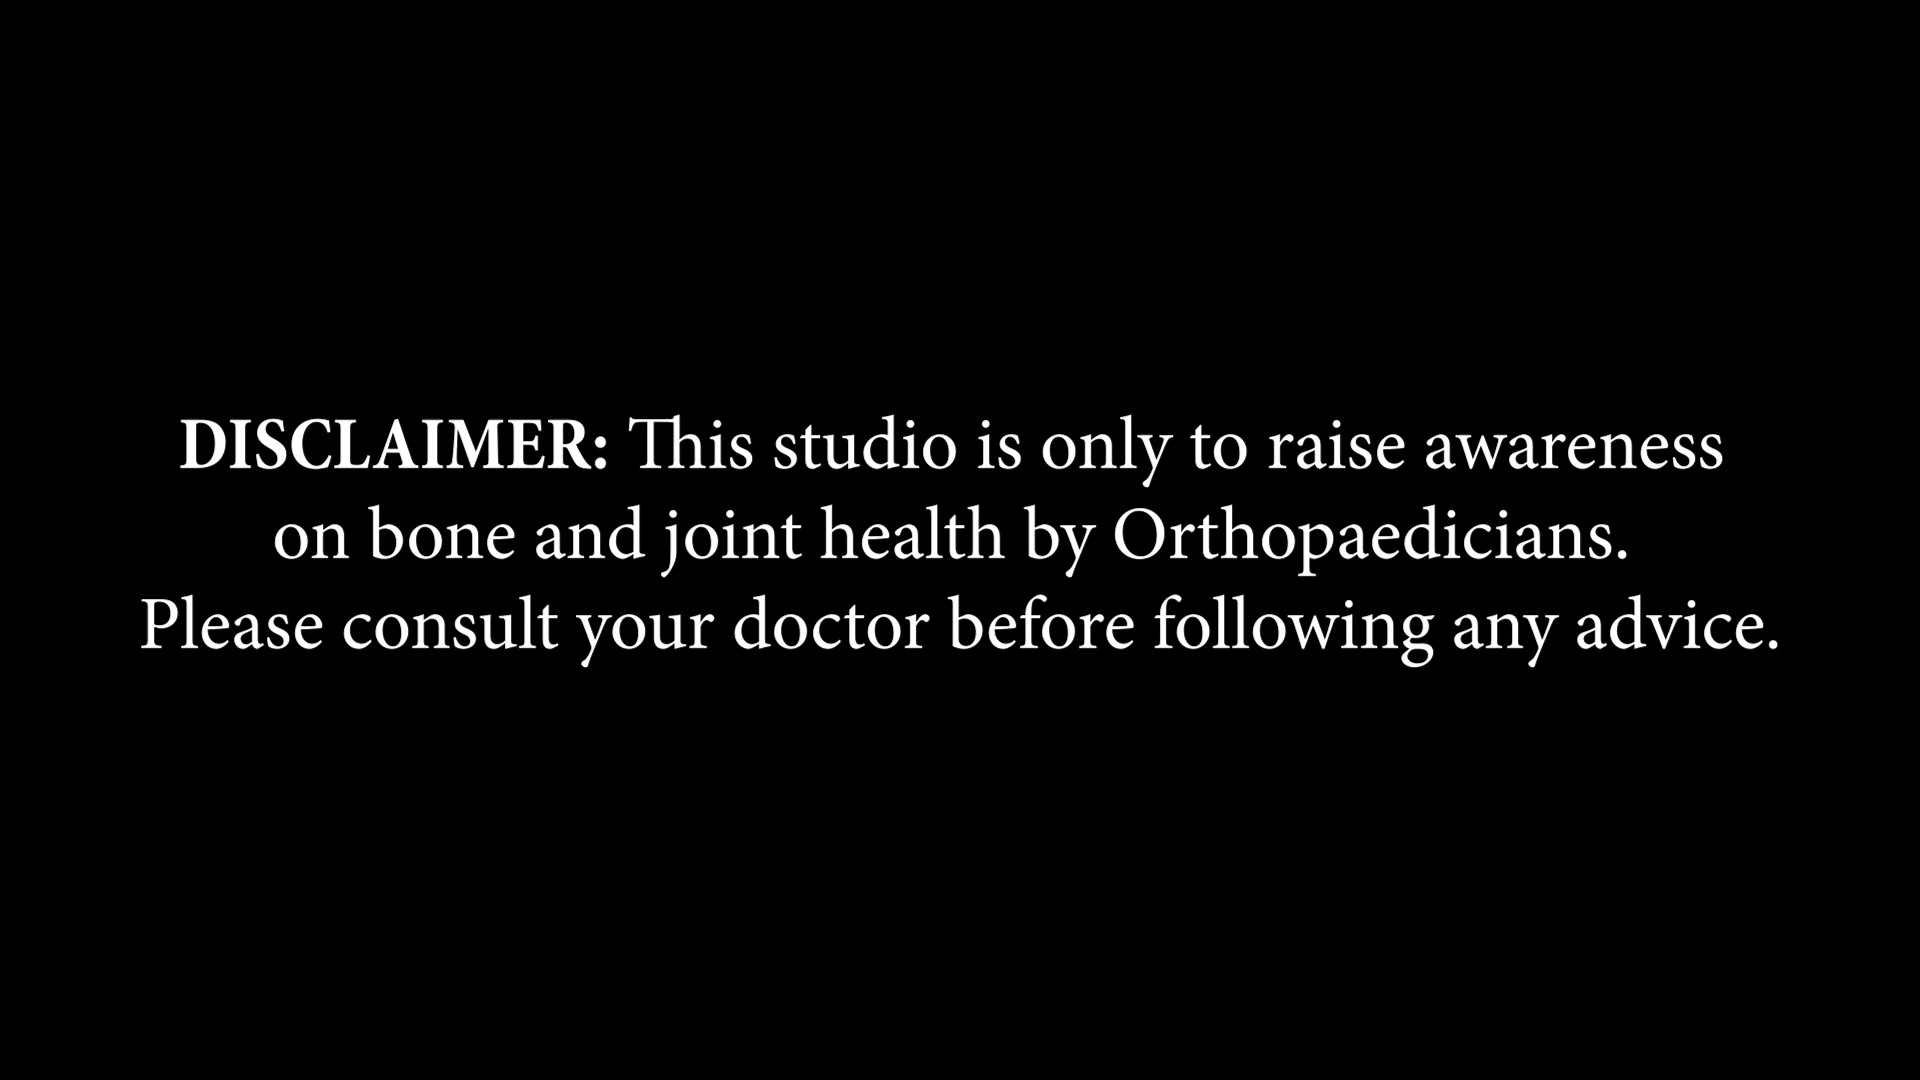 DISCLAIMER: This studio is only to raise awareness
on bone and joint health by Orthopaedicians.
Please consult your doctor before following any advice.